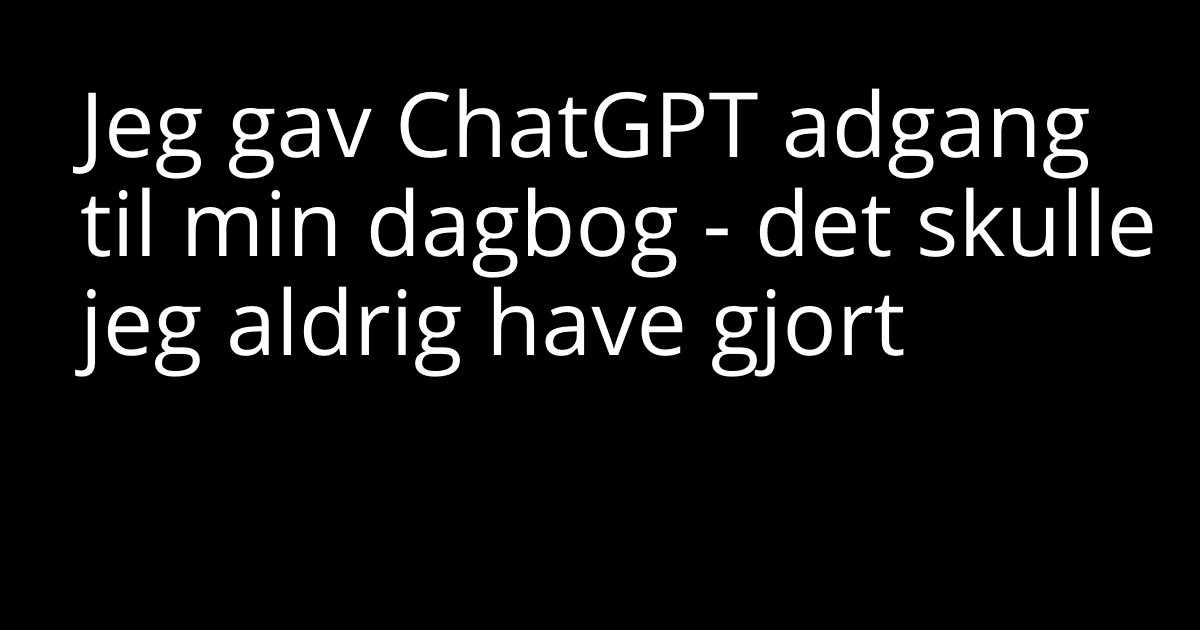 Jeg gav ChatGPT adgang
til min dagbog - det skulle
jeg aldrig have gjort